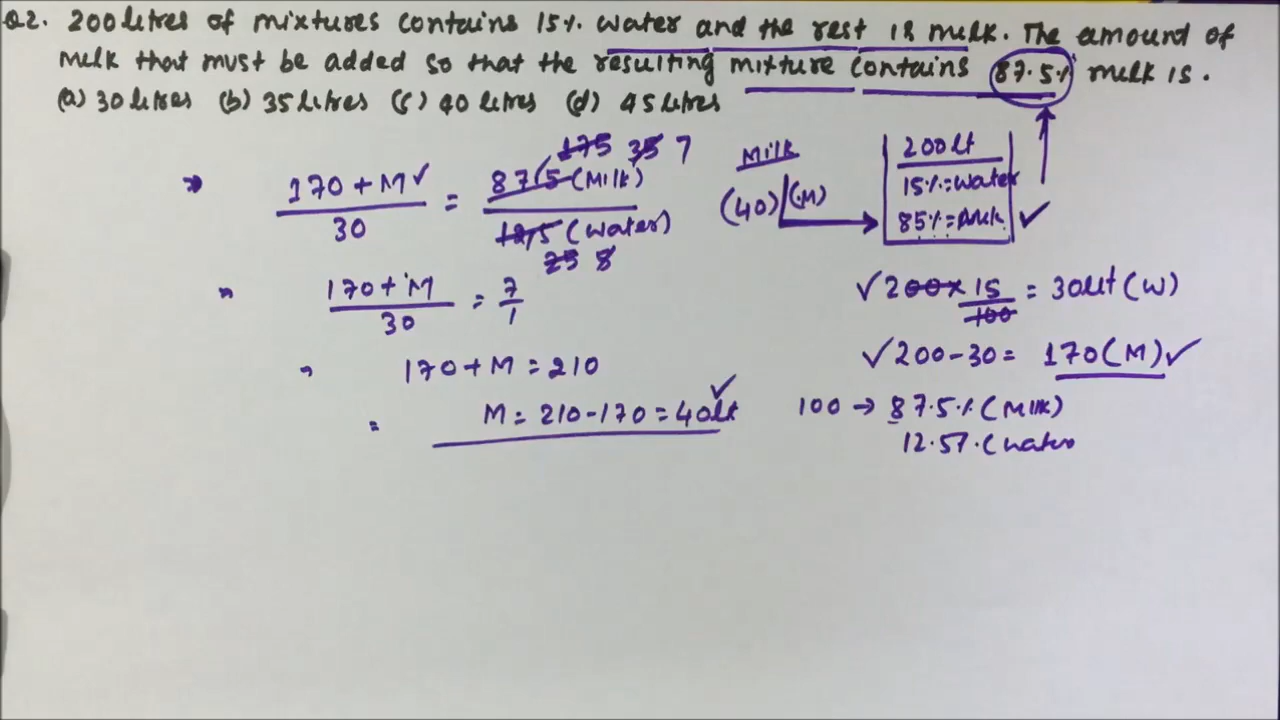 Q2. 200 litres of mixtures contains 15% water and the rest is milk. The amount of
milk that must be added so that the resulting mixture contains 87.5% milk is.
(a) 30 litres (b) 35 litres (c) 40 litres (d) 45 litres
175 35 7
170 + M ✓ / 30 = 87.5 (Milk) / 12.5 (water)
25 8
170 + M / 30 = 7 / 1
170 + M = 210
M = 210 - 170 = 40 lt ✓
Milk
(40) (M)
200 lt
15% = water
85% = Milk ✓
✓ 200 × 15 / 100 = 30 lit (W)
✓ 200 - 30 = 170 (M) ✓
100 → 87.5% (Milk)
12.5% (water